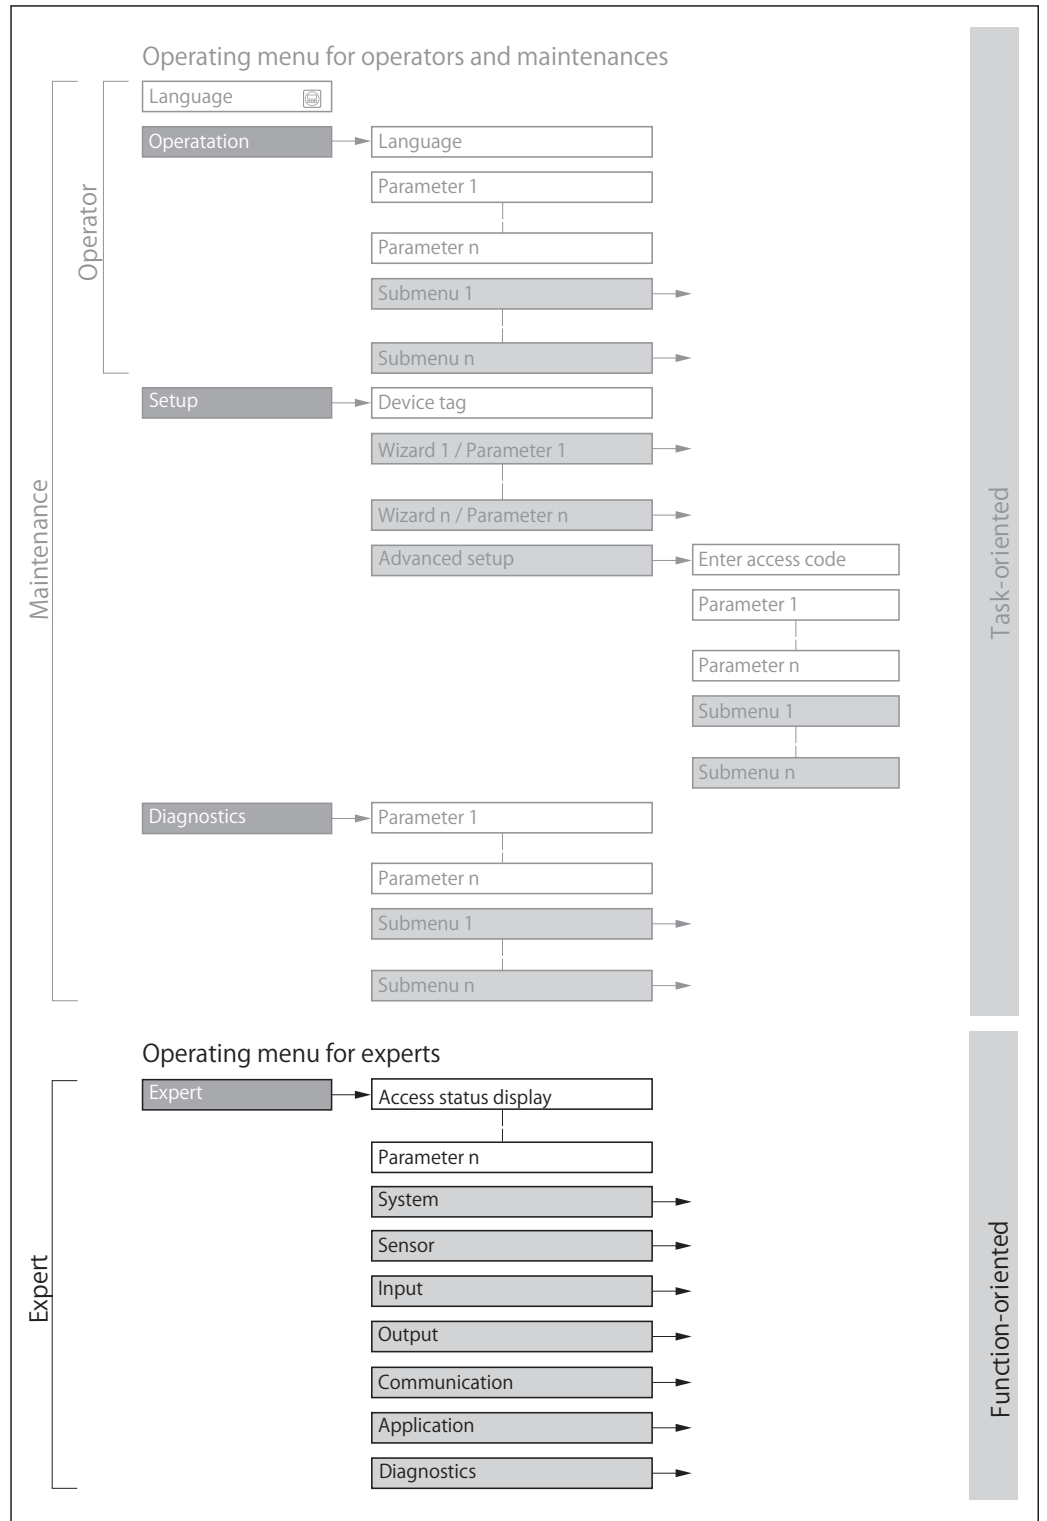 Operating menu for operators and maintenances
Language
Operatation
Language
Parameter 1
Parameter n
Submenu 1
Submenu n
Operator
Setup
Device tag
Wizard 1 / Parameter 1
Wizard n / Parameter n
Advanced setup
Enter access code
Parameter 1
Parameter n
Submenu 1
Submenu n
Diagnostics
Parameter 1
Parameter n
Submenu 1
Submenu n
Maintenance
Task-oriented
Operating menu for experts
Expert
Access status display
Parameter n
System
Sensor
Input
Output
Communication
Application
Diagnostics
Expert
Function-oriented